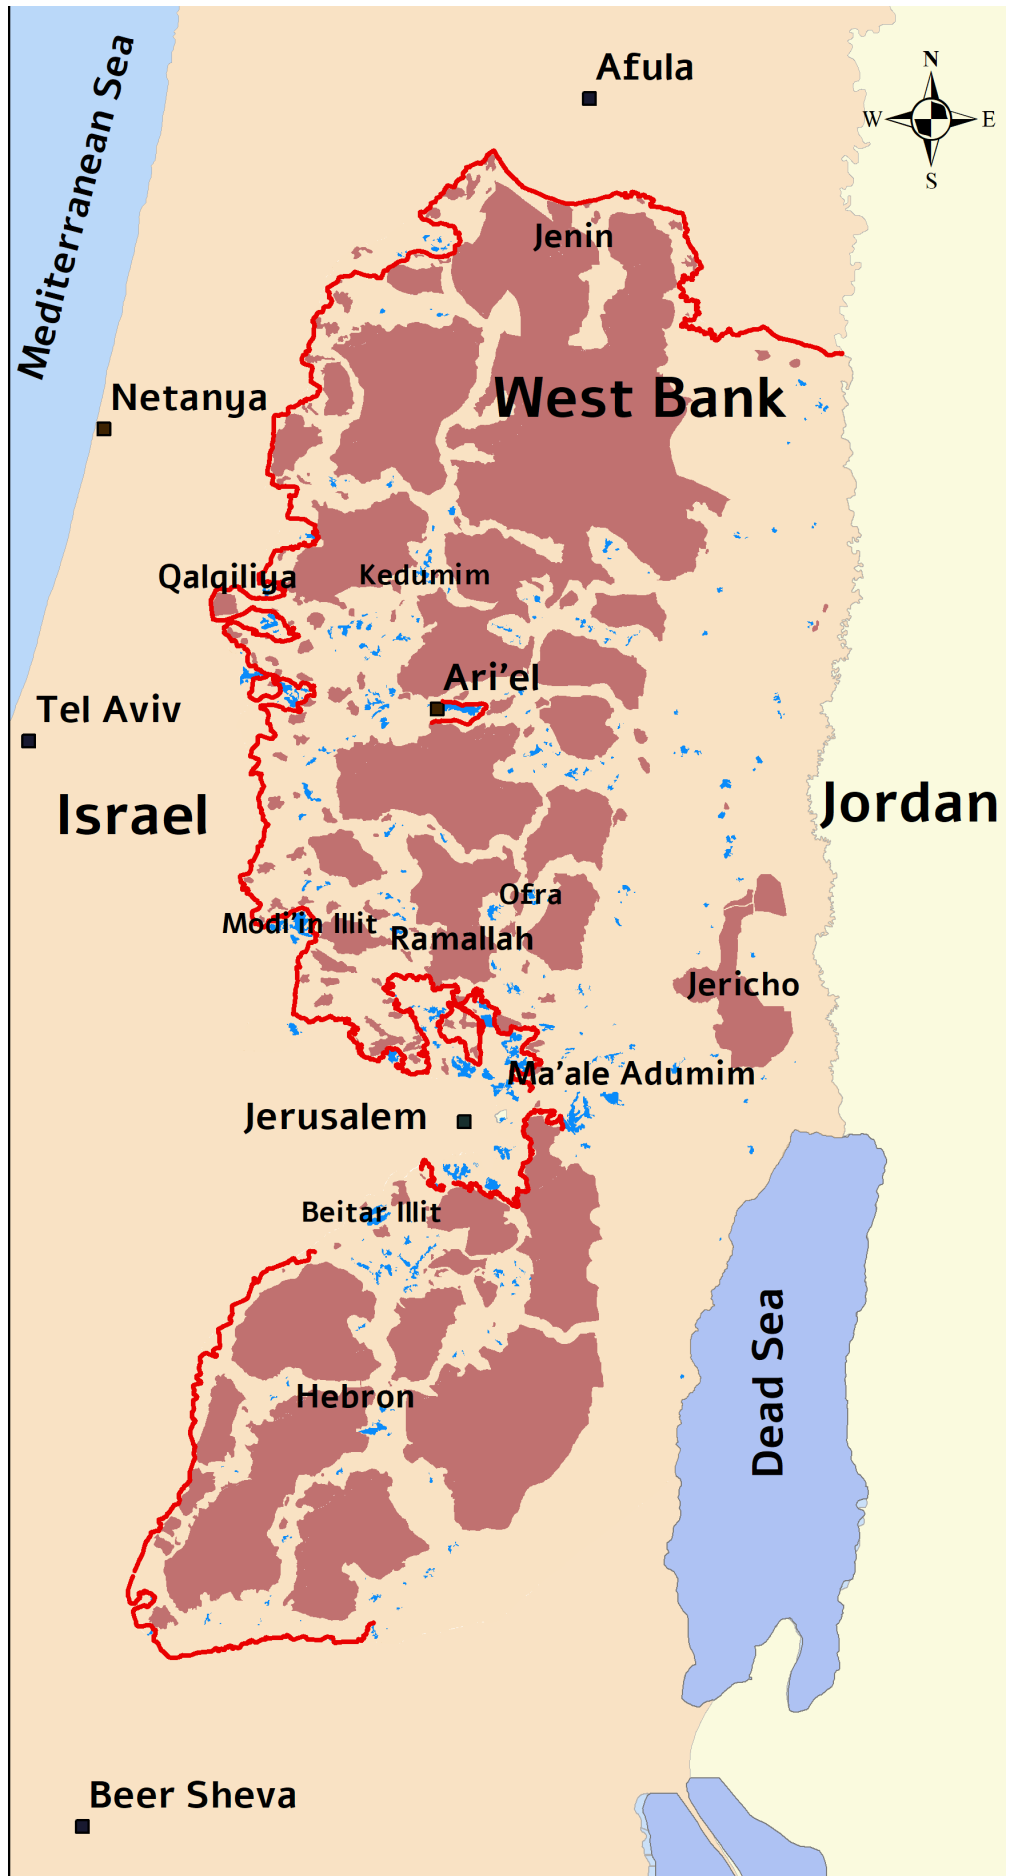 Afula
N
W
E
S
Mediterranean Sea
Jenin
West Bank
Netanya
Qalqiliya
Kedumim
Ari'el
Tel Aviv
Israel
Jordan
Ofra
Modi'in Illit
Ramallah
Jericho
Ma'ale Adumim
Jerusalem
Beitar Illit
Dead Sea
Hebron
Beer Sheva